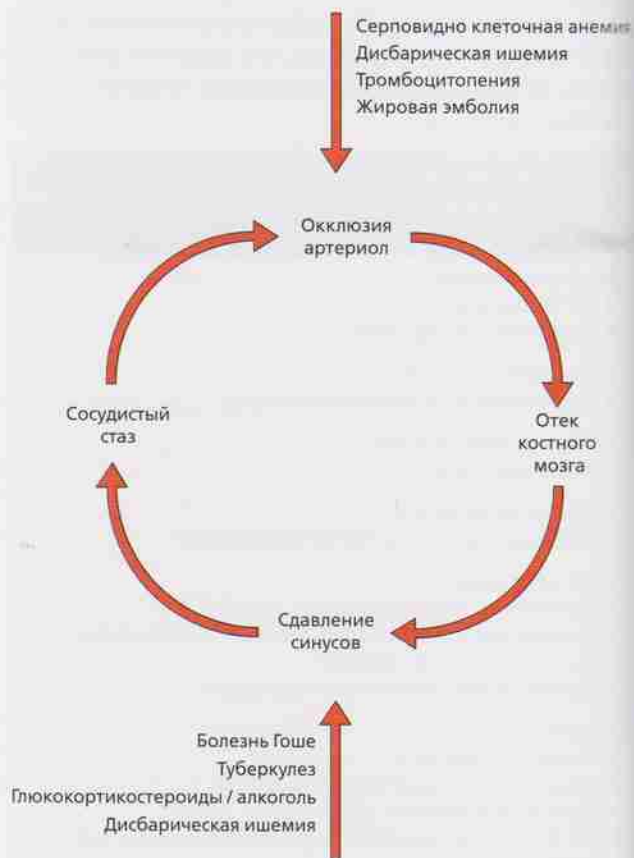 Серповидно клеточная анемия
Дисбарическая ишемия
Тромбоцитопения
Жировая эмболия
Окклюзия
артериол
Сосудистый
стаз
Отек
костного
мозга
Сдавление
синусов
Болезнь Гоше
Туберкулез
Глюкокортикостероиды / алкоголь
Дисбарическая ишемия